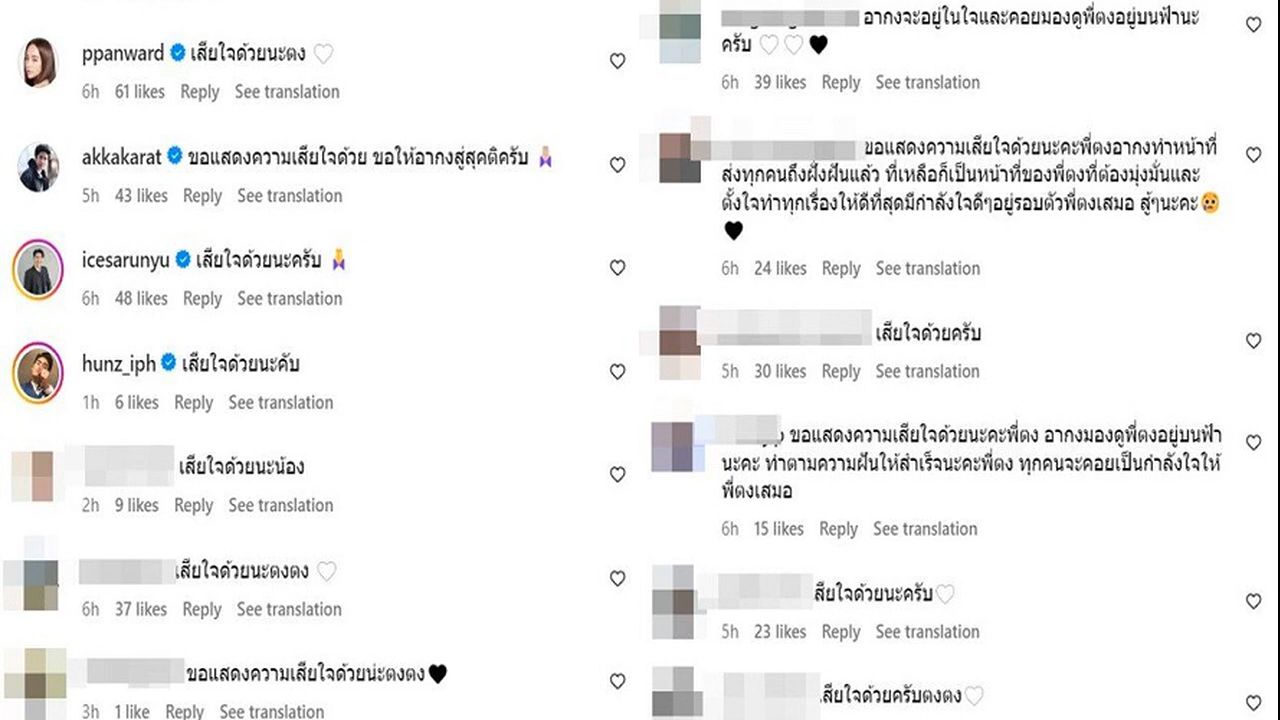 ppanward เสียใจด้วยนะตง 🤍
6h 61 likes Reply See translation
akkakarat ขอแสดงความเสียใจด้วย ขอให้อากงสู่สุคติครับ 🙏🏼
5h 43 likes Reply See translation
icesarunyu เสียใจด้วยนะครับ 🙏
6h 48 likes Reply See translation
hunz_iph เสียใจด้วยนะคับ
1h 6 likes Reply See translation
เสียใจด้วยนะน้อง
2h 9 likes Reply See translation
เสียใจด้วยนะตงตง 🤍
6h 37 likes Reply See translation
ขอแสดงความเสียใจด้วยน่ะตงตง🖤
3h 1 like Reply See translation
อากงจะอยู่ในใจและคอยมองดูพี่ตงอยู่บนฟ้านะ
ครับ 🤍 🤍 🖤
6h 39 likes Reply See translation
ขอแสดงความเสียใจด้วยนะคะพี่ตงอากงทำหน้าที่
ส่งทุกคนถึงฝั่งฝันแล้ว ที่เหลือก็เป็นหน้าที่ของพี่ตงที่ต้องมุ่งมั่นและ
ตั้งใจทำทุกเรื่องให้ดีที่สุดมีกำลังใจดีๆอยู่รอบตัวพี่ตงเสมอ สู้ๆนะคะ😢
🖤
6h 24 likes Reply See translation
เสียใจด้วยครับ
5h 30 likes Reply See translation
ขอแสดงความเสียใจด้วยนะคะพี่ตง อากงมองดูพี่ตงอยู่บนฟ้า
นะคะ ทำตามความฝันให้สำเร็จนะคะพี่ตง ทุกคนจะคอยเป็นกำลังใจให้
พี่ตงเสมอ
6h 15 likes Reply See translation
เสียใจด้วยนะครับ🤍
5h 23 likes Reply See translation
เสียใจด้วยครับตงตง🤍